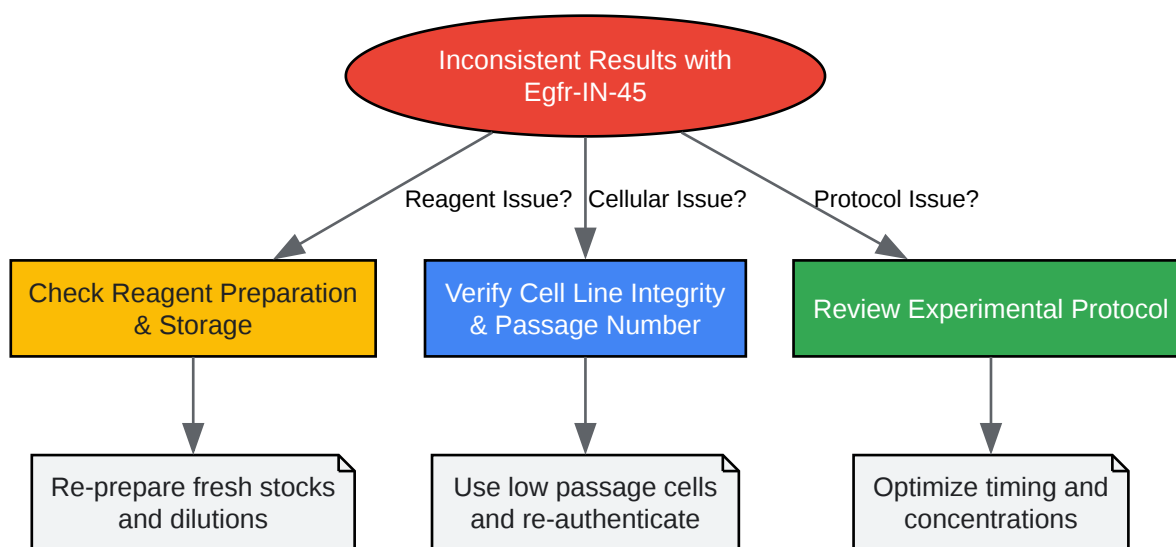 Inconsistent Results with
Egfr-IN-45
Reagent Issue?
Cellular Issue?
Protocol Issue?
Check Reagent Preparation
& Storage
Verify Cell Line Integrity
& Passage Number
Review Experimental Protocol
Re-prepare fresh stocks
and dilutions
Use low passage cells
and re-authenticate
Optimize timing and
concentrations